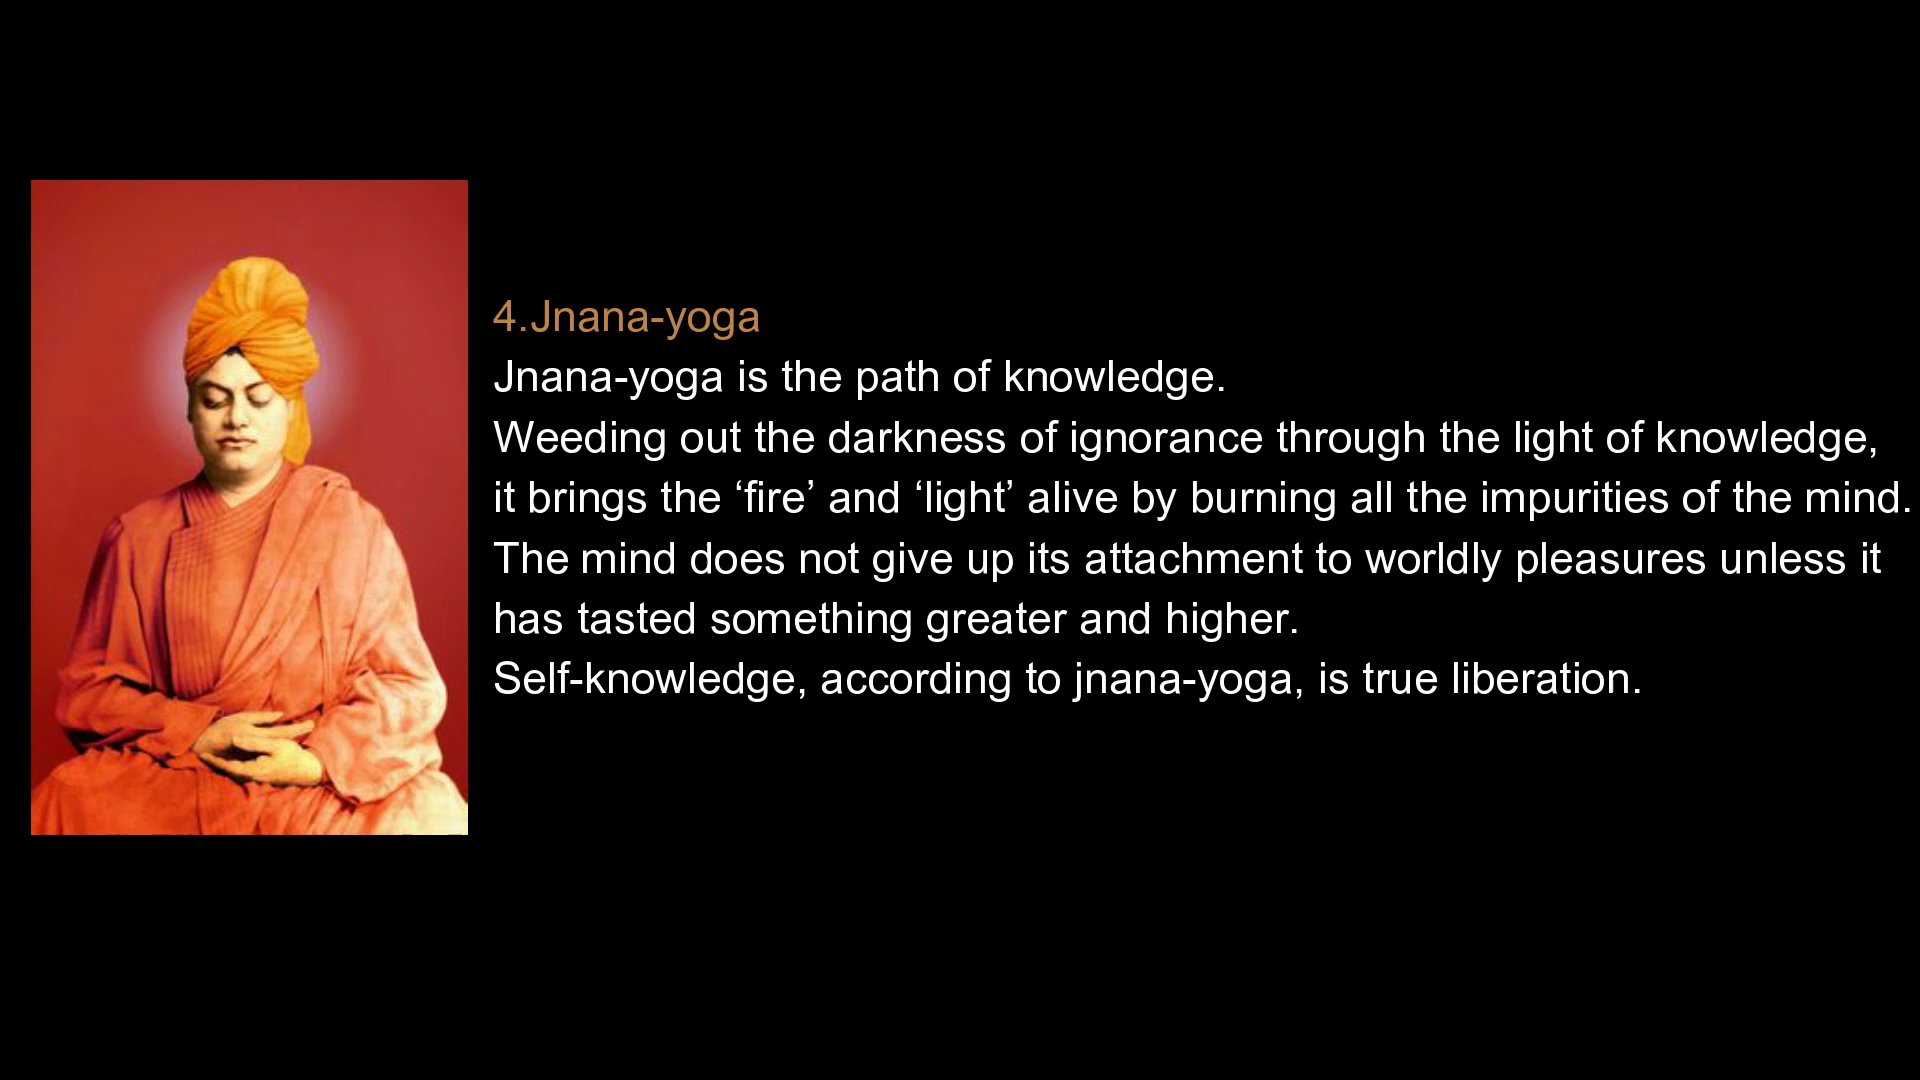 4.Jnana-yoga
Jnana-yoga is the path of knowledge.
Weeding out the darkness of ignorance through the light of knowledge,
it brings the ‘fire’ and ‘light’ alive by burning all the impurities of the mind.
The mind does not give up its attachment to worldly pleasures unless it
has tasted something greater and higher.
Self-knowledge, according to jnana-yoga, is true liberation.